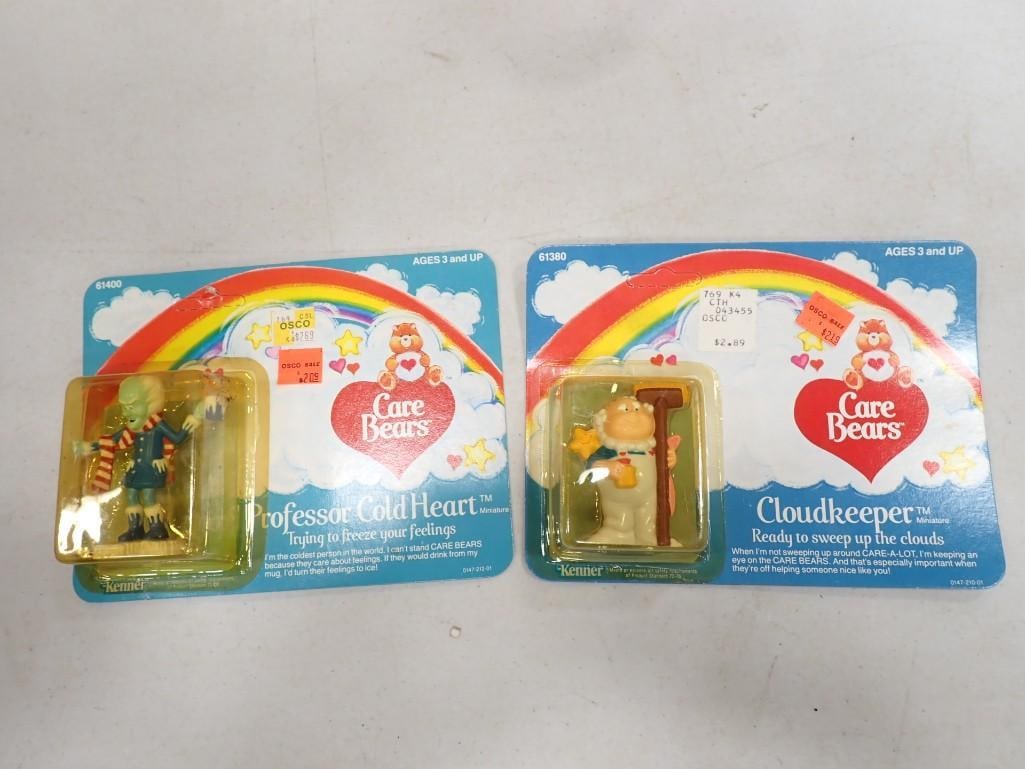 61400
AGES 3 and UP
OSCO
OSCO SALE
Care
Bears
Professor Cold Heart™
Miniature
Trying to freeze your feelings
I'm the coldest person in the world. I can't stand CARE BEARS
because they care about feelings. If they would drink from my
mug, I'd turn their feelings to ice!
Kenner
0147-212-01
61380
AGES 3 and UP
769 K4
CTH
043455
OSCO
$2.89
OSCO SALE
$2.19
Care
Bears™
Cloudkeeper™
Miniature
Ready to sweep up the clouds
When I'm not sweeping up around CARE-A-LOT, I'm keeping an
eye on the CARE BEARS. And that's especially important when
they're off helping someone nice like you!
Kenner
0147-210-01